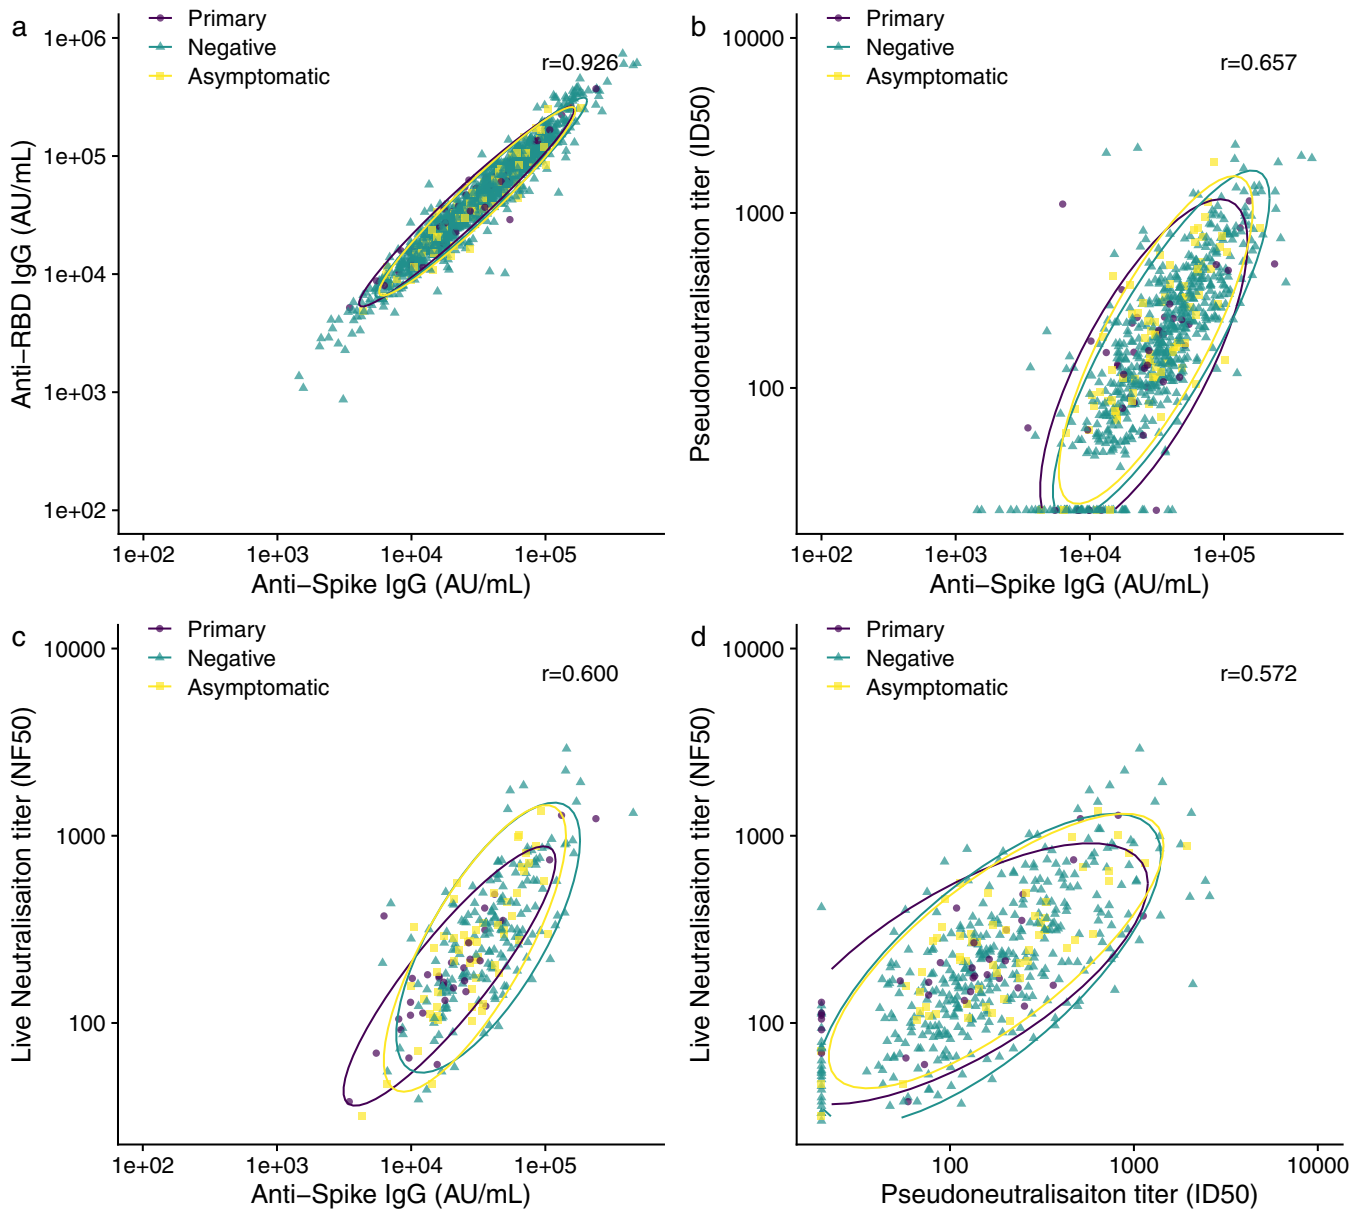 a
Primary
Negative
Asymptomatic
r=0.926
1e+06
1e+05
1e+04
1e+03
1e+02
Anti−RBD IgG (AU/mL)
1e+02 1e+03 1e+04 1e+05
Anti−Spike IgG (AU/mL)
b
Primary
Negative
Asymptomatic
r=0.657
10000
1000
100
Pseudoneutralisaiton titer (ID50)
1e+02 1e+03 1e+04 1e+05
Anti−Spike IgG (AU/mL)
c
Primary
Negative
Asymptomatic
r=0.600
10000
1000
100
Live Neutralisaiton titer (NF50)
1e+02 1e+03 1e+04 1e+05
Anti−Spike IgG (AU/mL)
d
Primary
Negative
Asymptomatic
r=0.572
10000
1000
100
Live Neutralisaiton titer (NF50)
100 1000 10000
Pseudoneutralisaiton titer (ID50)